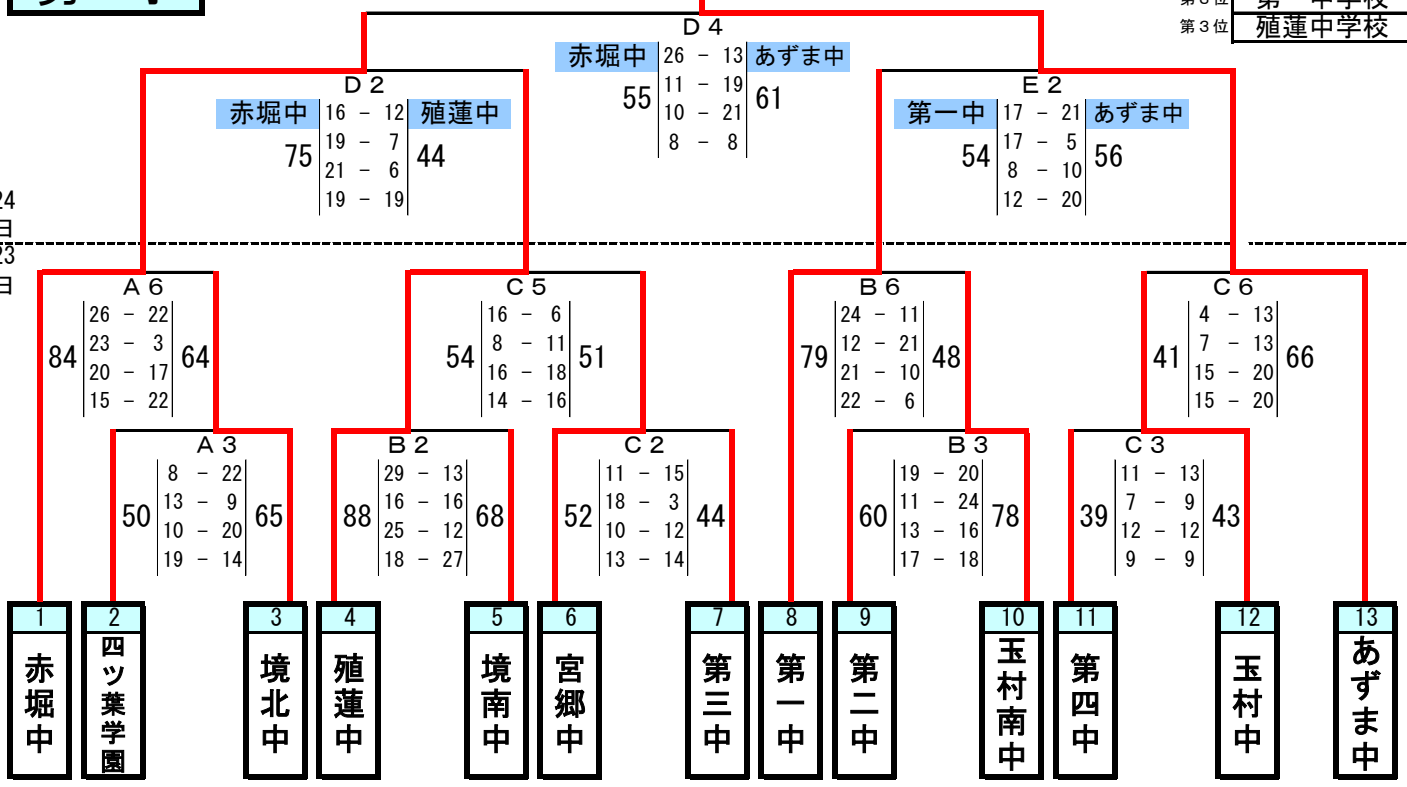 第3位 殖蓮中学校
D4
赤堀中 26 - 13 あずま中
55 11 - 19 61
10 - 21
8 - 8
D2
赤堀中 16 - 12 殖蓮中
75 19 - 7 44
21 - 6
19 - 19
E2
第一中 17 - 21 あずま中
54 17 - 5 56
8 - 10
12 - 20
24
日
23
日
A6
26 - 22
84 23 - 3 64
20 - 17
15 - 22
C5
16 - 6
54 8 - 11 51
16 - 18
14 - 16
B6
24 - 11
79 12 - 21 48
21 - 10
22 - 6
C6
4 - 13
41 7 - 13 66
15 - 20
15 - 20
A3
8 - 22
50 13 - 9 65
10 - 20
19 - 14
B2
29 - 13
88 16 - 16 68
25 - 12
18 - 27
C2
11 - 15
52 18 - 3 44
10 - 12
13 - 14
B3
19 - 20
60 11 - 24 78
13 - 16
17 - 18
C3
11 - 13
39 7 - 9 43
12 - 12
9 - 9
1 2 3 4 5 6 7 8 9 10 11 12 13
赤堀中
四ツ葉学園
境北中
殖蓮中
境南中
宮郷中
第三中
第一中
第二中
玉村南中
第四中
玉村中
あずま中